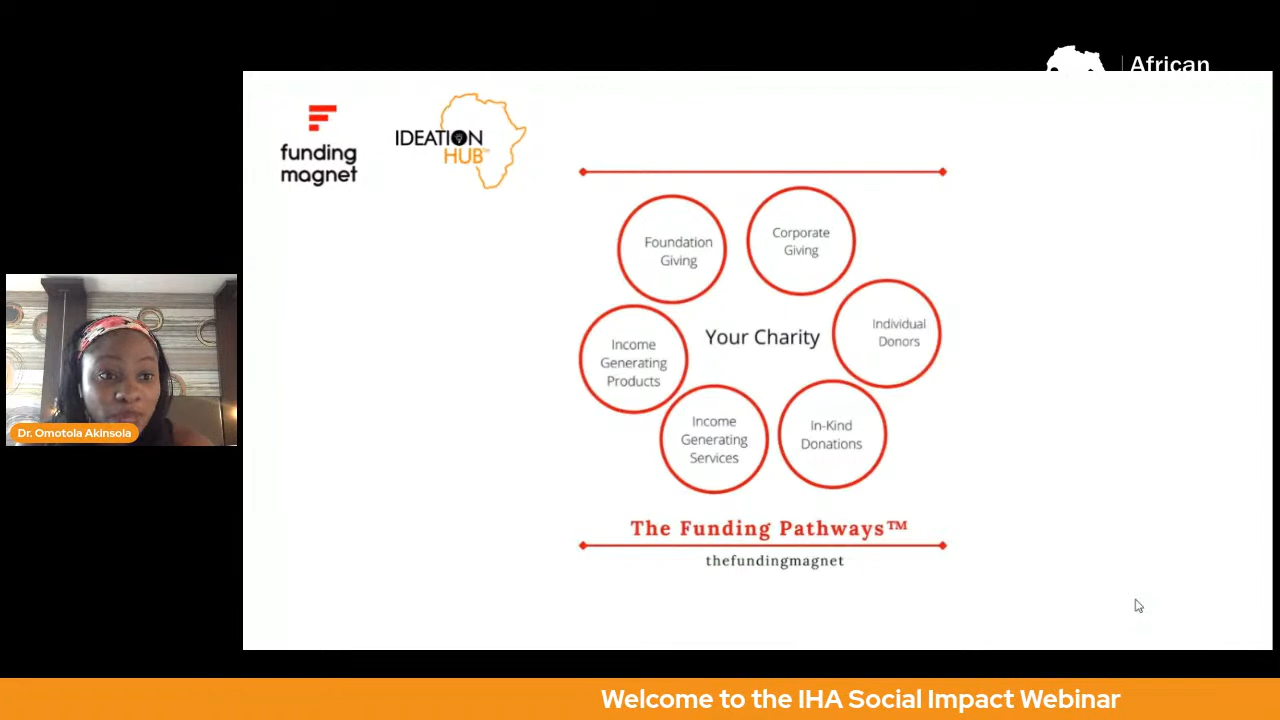 African
funding
magnet
IDEATION
HUB™
Foundation
Giving
Corporate
Giving
Individual
Donors
Your Charity
Income
Generating
Products
Income
Generating
Services
In-Kind
Donations
The Funding Pathways™
thefundingmagnet
Dr. Omotola Akinsola
Welcome to the IHA Social Impact Webinar